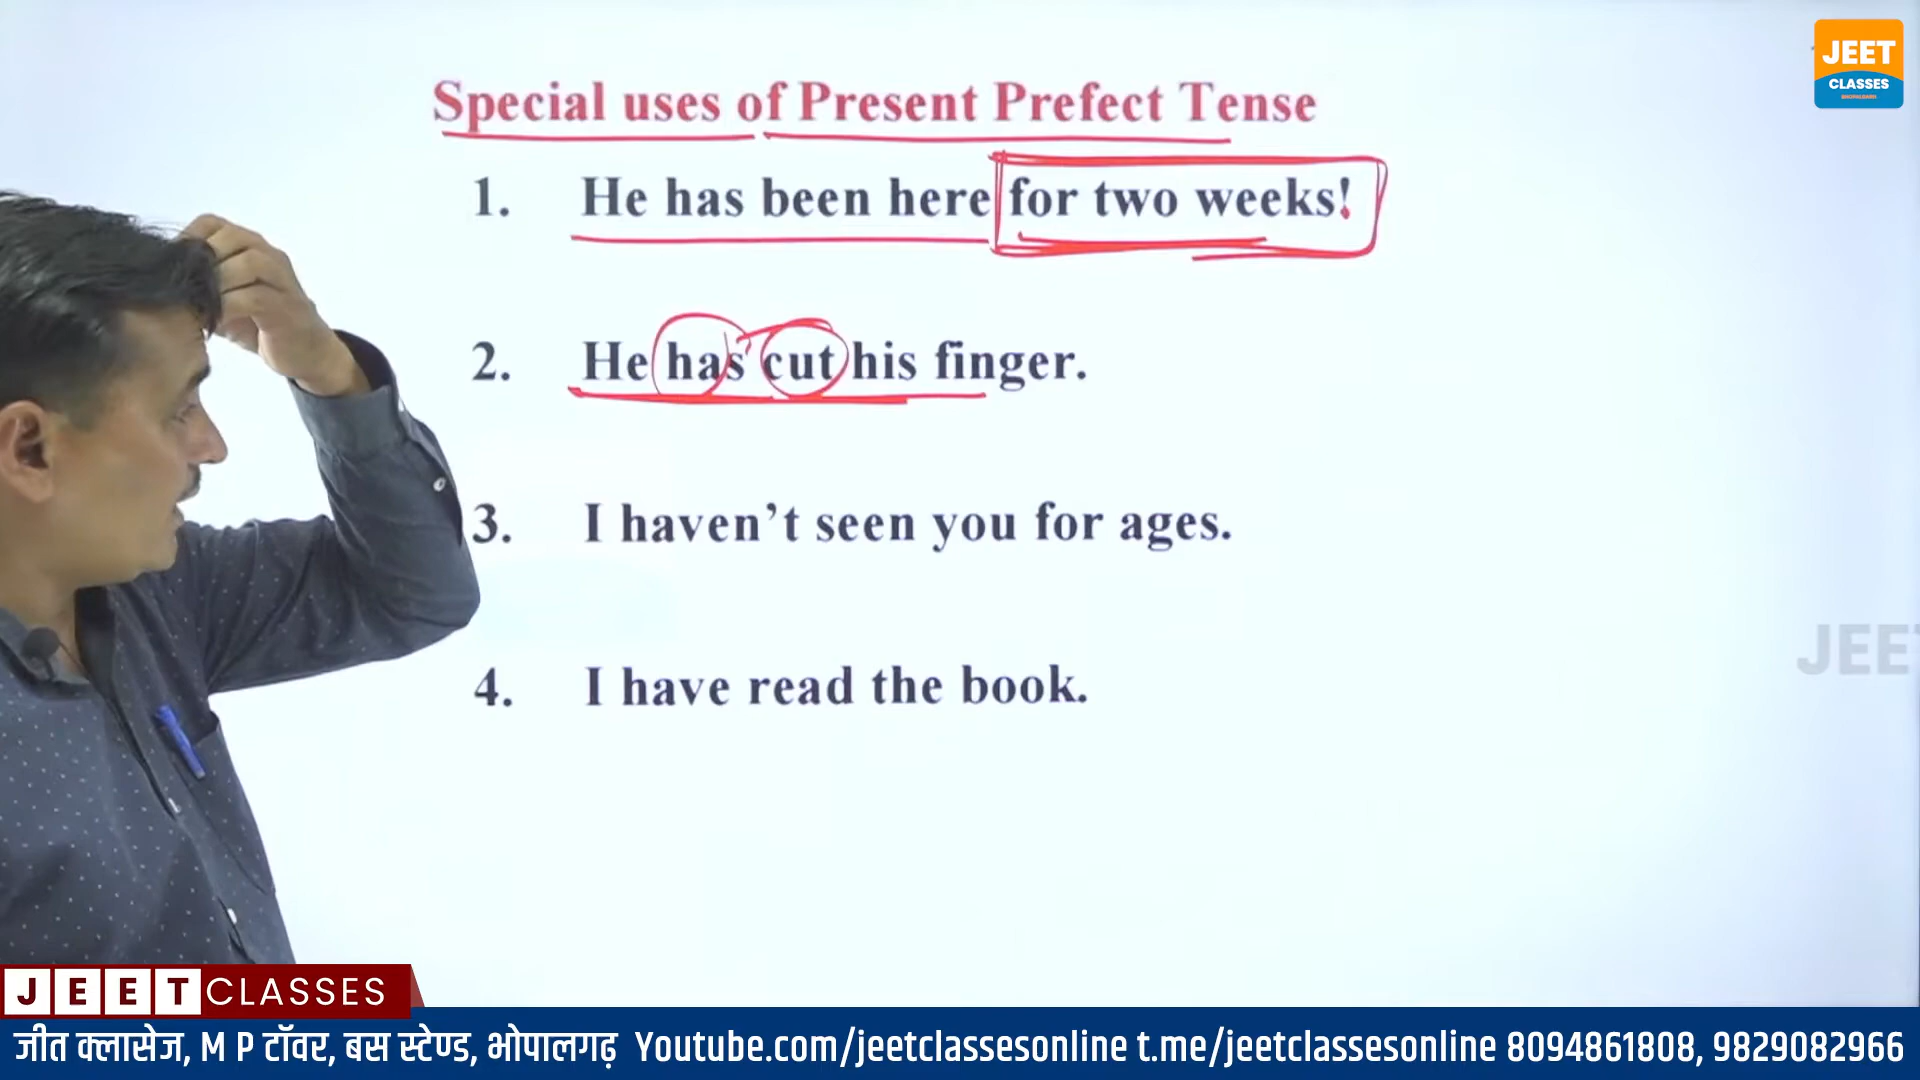 JEET
CLASSES
Special uses of Present Prefect Tense
1. He has been here for two weeks!
2. He has cut his finger.
3. I haven’t seen you for ages.
4. I have read the book.
JEE
JEET CLASSES
जीत क्लासेज, M P टॉवर, बस स्टेण्ड, भोपालगढ़ Youtube.com/jeetclassesonline t.me/jeetclassesonline 8094861808, 9829082966